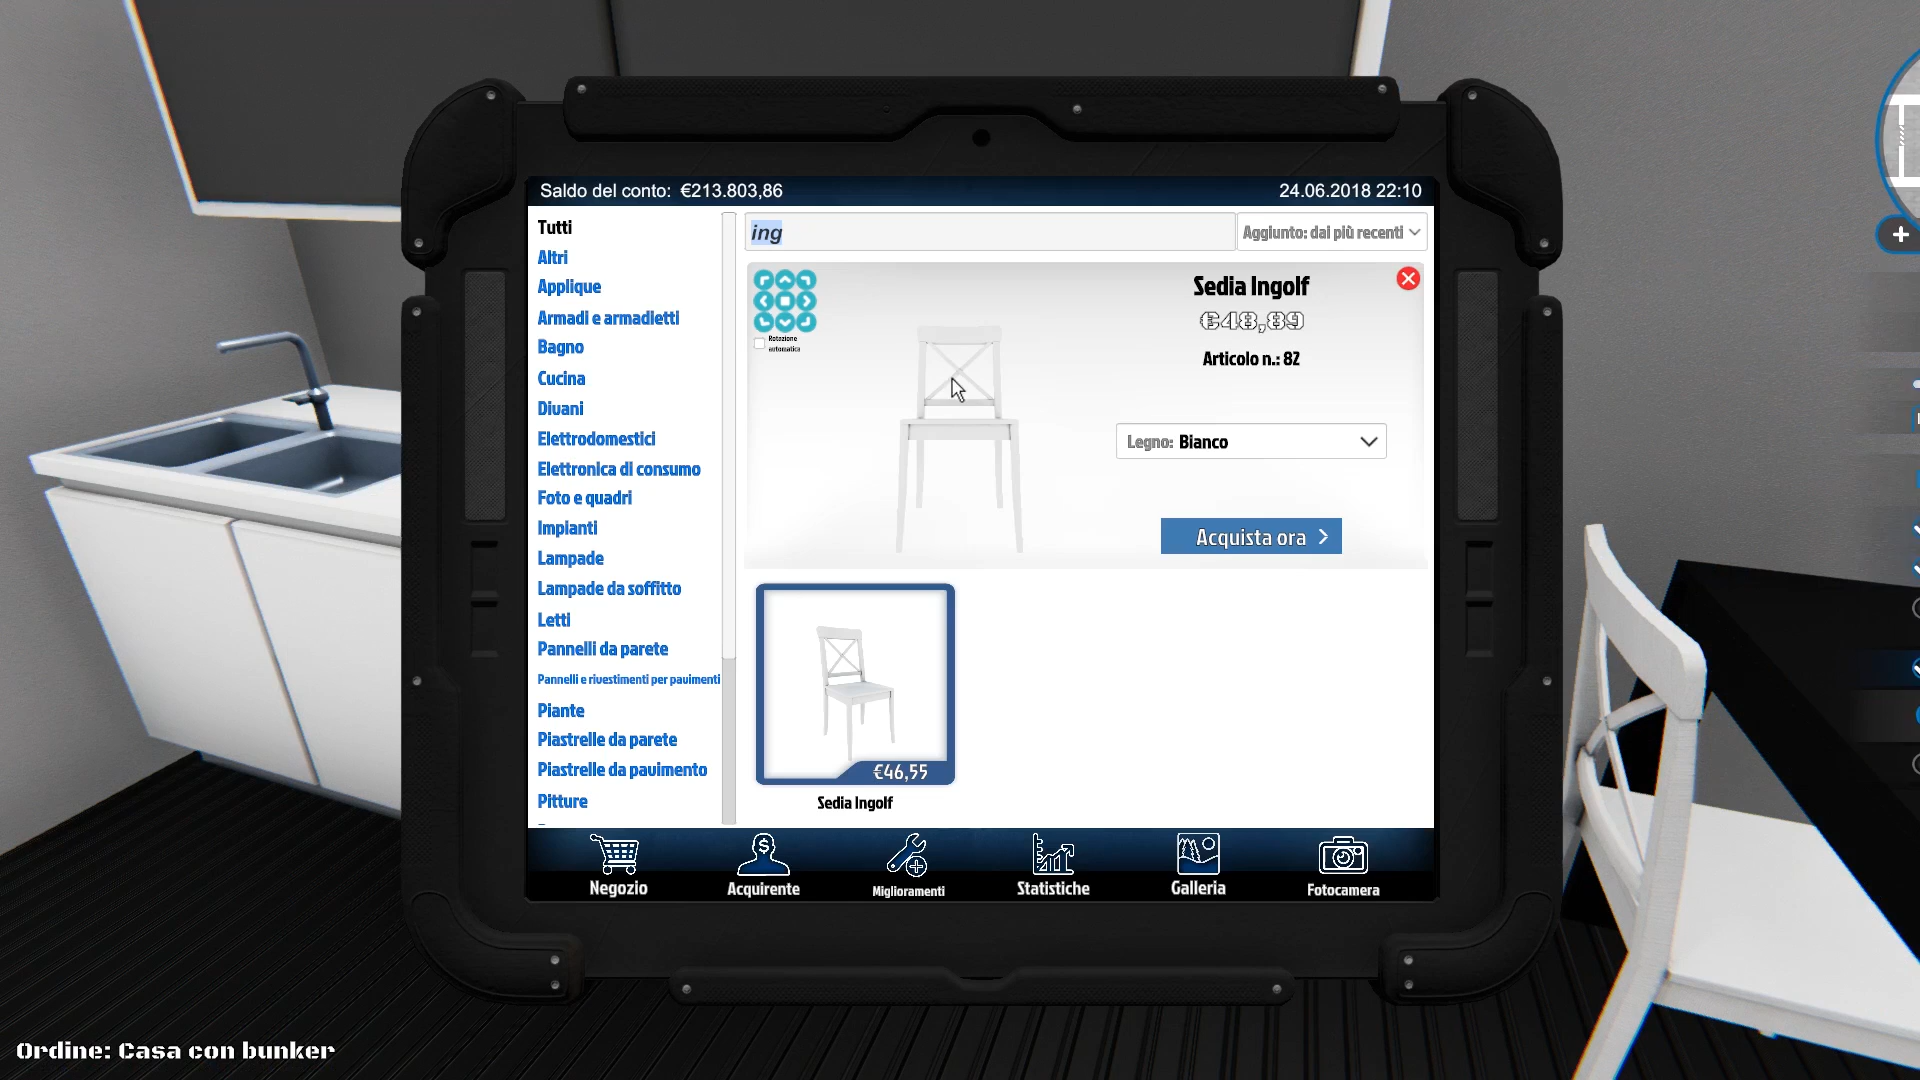 Saldo del conto: €213.803,86
24.06.2018 22:10
Tutti
Altri
Applique
Armadi e armadietti
Bagno
Cucina
Divani
Elettrodomestici
Elettronica di consumo
Foto e quadri
Impianti
Lampade
Lampade da soffitto
Letti
Pannelli da parete
Pannelli e rivestimenti per pavimenti
Piante
Piastrelle da parete
Piastrelle da pavimento
Pitture
ing
Aggiunto: dai più recenti
Rotazione
automatica
Sedia Ingolf
€48,89
Articolo n.: 82
Legno: Bianco
Acquista ora
€46,55
Sedia Ingolf
Negozio
Acquirente
Miglioramenti
Statistiche
Galleria
Fotocamera
Ordine: Casa con bunker